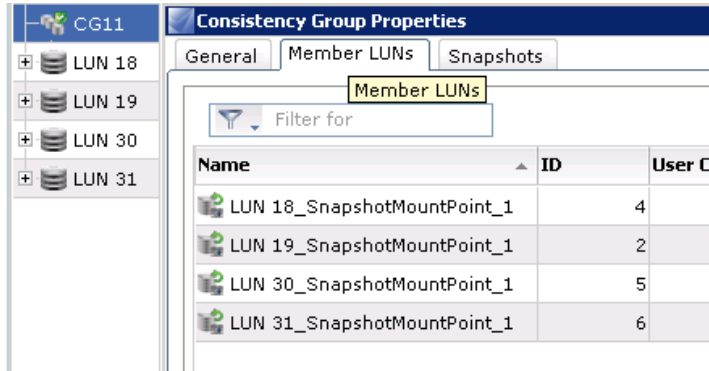 CG11
LUN 18
LUN 19
LUN 30
LUN 31
Consistency Group Properties
General Member LUNs Snapshots
Member LUNs
Filter for
Name ID User C
LUN 18_SnapshotMountPoint_1 4
LUN 19_SnapshotMountPoint_1 2
LUN 30_SnapshotMountPoint_1 5
LUN 31_SnapshotMountPoint_1 6